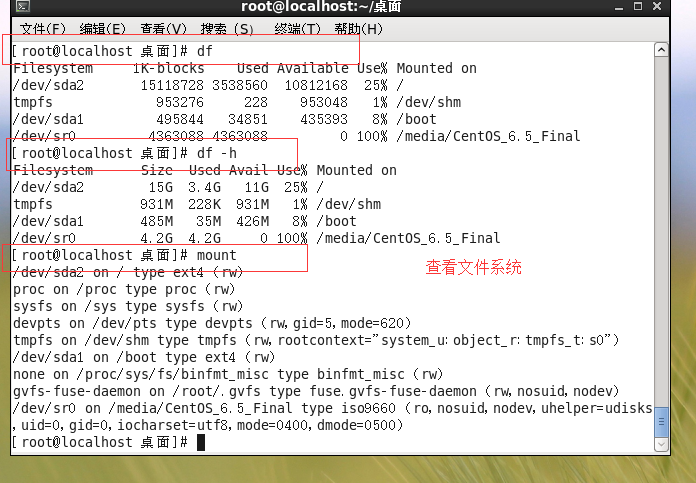 root@localhost:~/桌面
文件(F) 编辑(E) 查看(V) 搜索 (S) 终端(T) 帮助(H)
[root@localhost 桌面]# df
Filesystem 1K-blocks Used Available Use% Mounted on
/dev/sda2 15118728 3538560 10812168 25% /
tmpfs 953276 228 953048 1% /dev/shm
/dev/sda1 495844 34851 435393 8% /boot
/dev/sr0 4363088 4363088 0 100% /media/CentOS_6.5_Final
[root@localhost 桌面]# df -h
Filesystem Size Used Avail Use% Mounted on
/dev/sda2 15G 3.4G 11G 25% /
tmpfs 931M 228K 931M 1% /dev/shm
/dev/sda1 485M 35M 426M 8% /boot
/dev/sr0 4.2G 4.2G 0 100% /media/CentOS_6.5_Final
[root@localhost 桌面]# mount
/dev/sda2 on / type ext4 (rw)
查看文件系统
proc on /proc type proc (rw)
sysfs on /sys type sysfs (rw)
devpts on /dev/pts type devpts (rw,gid=5,mode=620)
tmpfs on /dev/shm type tmpfs (rw,rootcontext="system_u:object_r:tmpfs_t:s0")
/dev/sda1 on /boot type ext4 (rw)
none on /proc/sys/fs/binfmt_misc type binfmt_misc (rw)
gvfs-fuse-daemon on /root/.gvfs type fuse.gvfs-fuse-daemon (rw,nosuid,nodev)
/dev/sr0 on /media/CentOS_6.5_Final type iso9660 (ro,nosuid,nodev,uhelper=udisks
,uid=0,gid=0,iocharset=utf8,mode=0400,dmode=0500)
[root@localhost 桌面]#